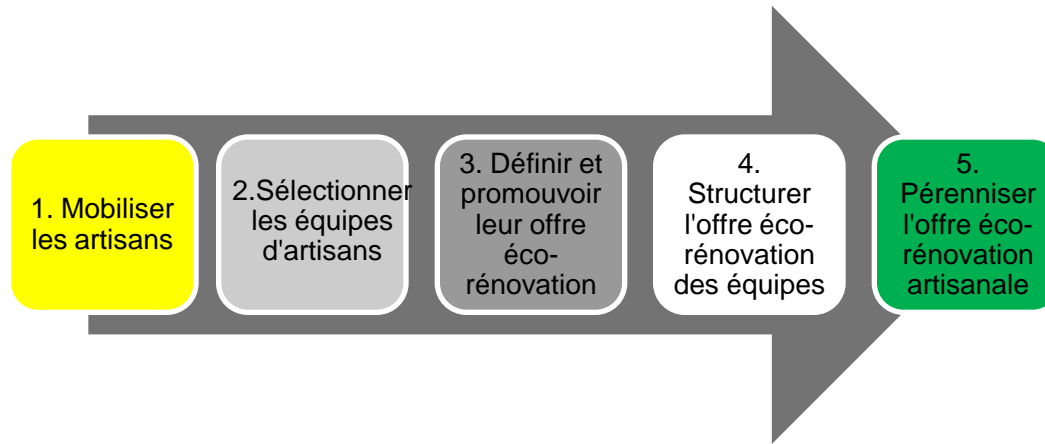 1. Mobiliser
les artisans
2.Sélectionner
les équipes
d'artisans
3. Définir et
promouvoir
leur offre
éco-
rénovation
4.
Structurer
l'offre éco-
rénovation
des équipes
5.
Pérenniser
l'offre éco-
rénovation
artisanale